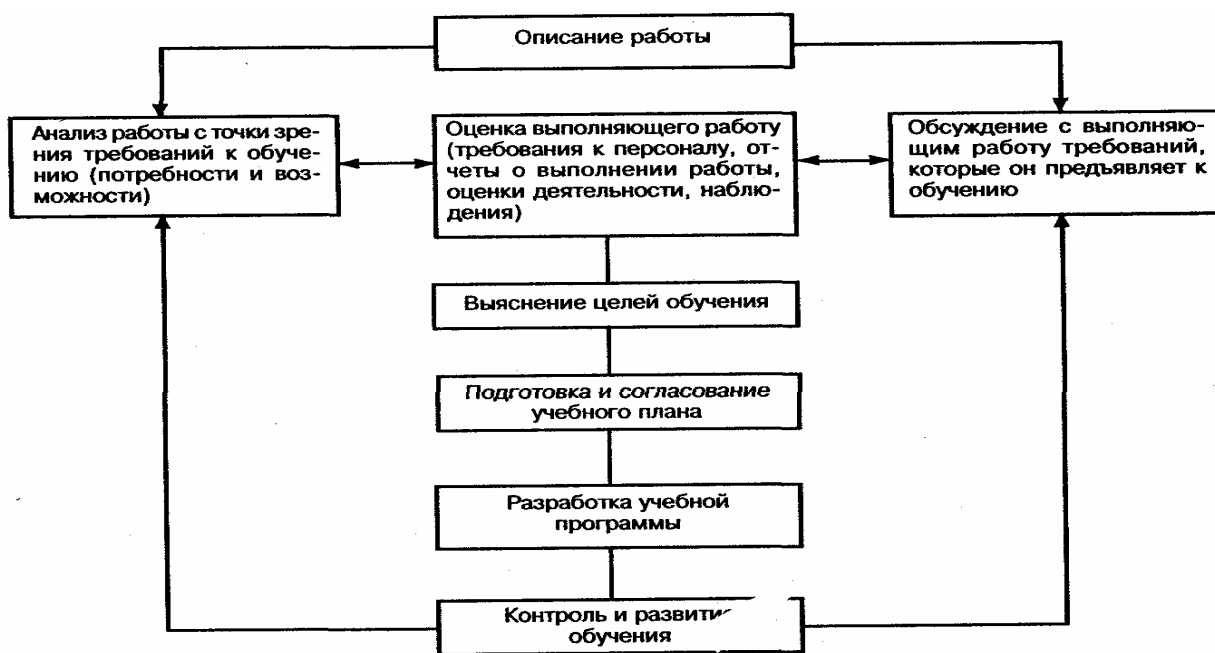 Описание работы
Анализ работы с точки зре-
ния требований к обуче-
нию (потребности и воз-
можности)
Оценка выполняющего работу
(требования к персоналу, от-
четы о выполнении работы,
оценки деятельности, наблю-
дения)
Обсуждение с выполняю-
щим работу требований,
которые он предъявляет к
обучению
Выяснение целей обучения
Подготовка и согласование
учебного плана
Разработка учебной
программы
Контроль и развити
обучения